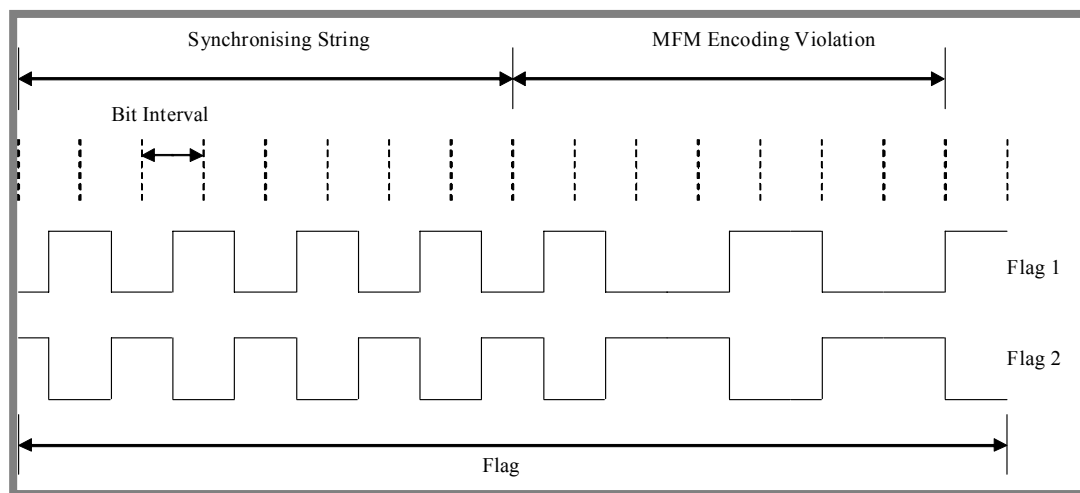 Synchronising String
MFM Encoding Violation
Bit Interval
Flag 1
Flag 2
Flag